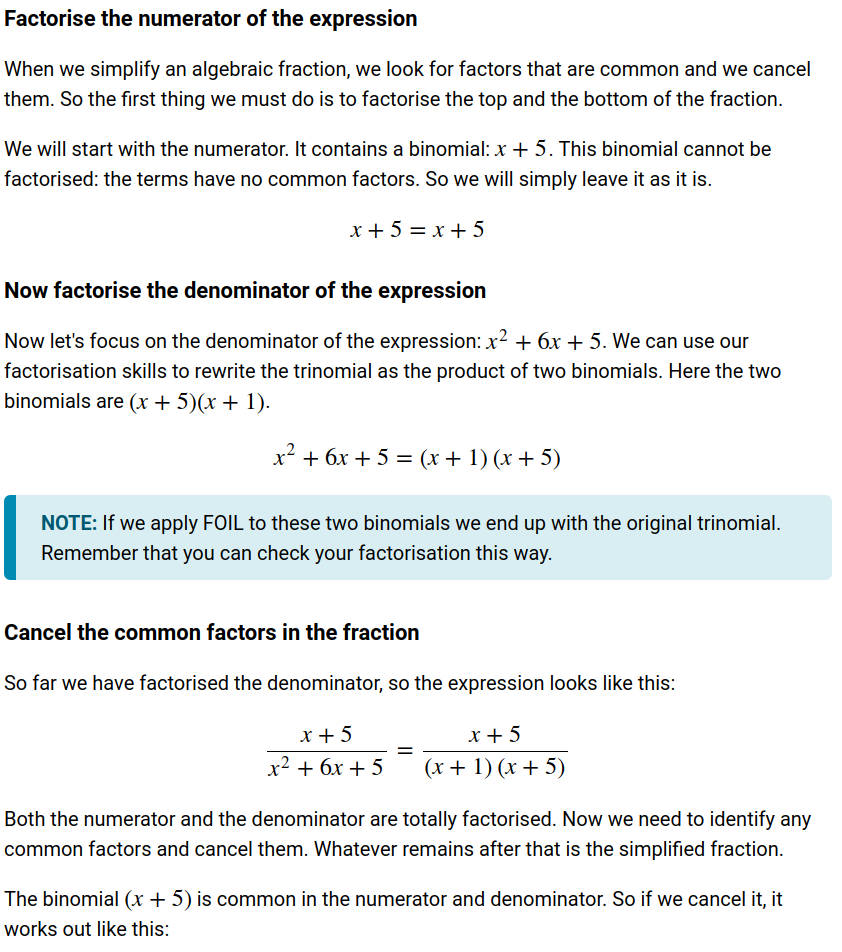 Factorise the numerator of the expression
When we simplify an algebraic fraction, we look for factors that are common and we cancel
them. So the first thing we must do is to factorise the top and the bottom of the fraction.
We will start with the numerator. It contains a binomial: x + 5. This binomial cannot be
factorised: the terms have no common factors. So we will simply leave it as it is.
x + 5 = x + 5
Now factorise the denominator of the expression
Now let's focus on the denominator of the expression: x² + 6x + 5. We can use our
factorisation skills to rewrite the trinomial as the product of two binomials. Here the two
binomials are (x + 5)(x + 1).
x² + 6x + 5 = (x + 1) (x + 5)
NOTE: If we apply FOIL to these two binomials we end up with the original trinomial.
Remember that you can check your factorisation this way.
Cancel the common factors in the fraction
So far we have factorised the denominator, so the expression looks like this:
x + 5 / x² + 6x + 5 = x + 5 / (x + 1) (x + 5)
Both the numerator and the denominator are totally factorised. Now we need to identify any
common factors and cancel them. Whatever remains after that is the simplified fraction.
The binomial (x + 5) is common in the numerator and denominator. So if we cancel it, it
works out like this: